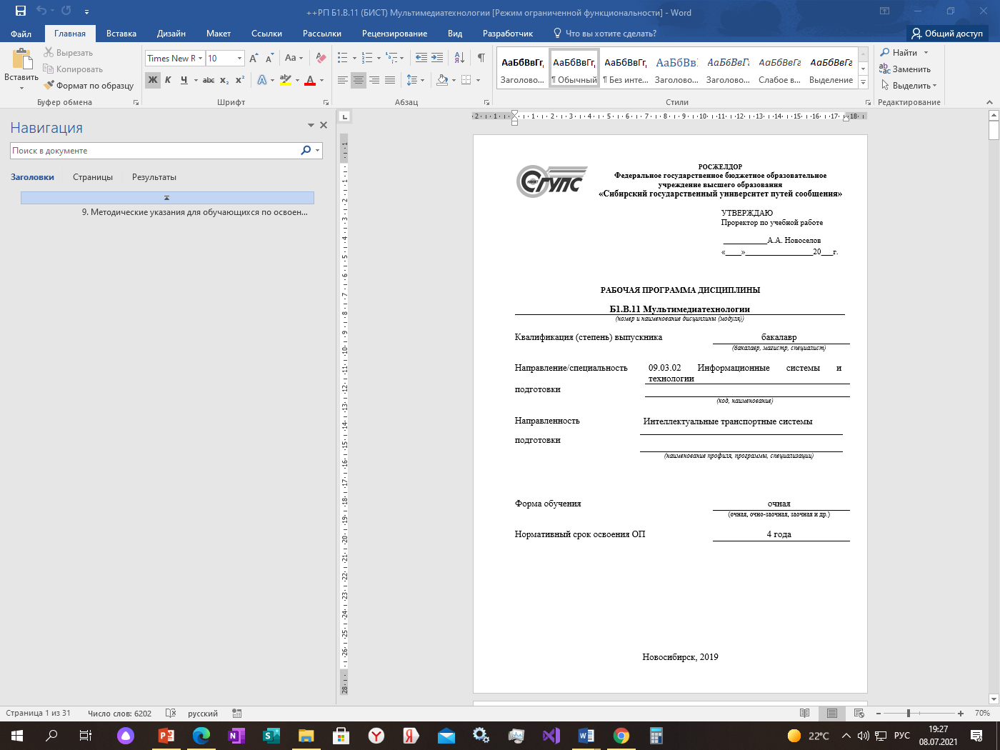 ++РП Б1.В.11 (БИСТ) Мультимедиатехнологии [Режим ограниченной функциональности] - Word
Файл Главная Вставка Дизайн Макет Ссылки Рассылки Рецензирование Вид Разработчик Что вы хотите сделать? Общий доступ
Вставить
Вырезать
Копировать
Формат по образцу
Буфер обмена
Times New R 10
Ж К Ч abc x₂ x²
Шрифт
Абзац
АаБбВвГг, АаБбВвГг, АаБбВвГг, АаБбВв АаБбВвГг АаБбВвГг АаБбВвГг
Заголово... ¶ Обычный ¶ Без инте... Заголово... Заголово... Слабое в... Выделение
Стили
Найти
Заменить
Выделить
Редактирование
Навигация
Поиск в документе
Заголовки Страницы Результаты
9. Методические указания для обучающихся по освоен...
СГУПС
РОСЖЕЛДОР
Федеральное государственное бюджетное образовательное
учреждение высшего образования
«Сибирский государственный университет путей сообщения»
УТВЕРЖДАЮ
Проректор по учебной работе
___________А.А. Новоселов
«____»_________________20___г.
РАБОЧАЯ ПРОГРАММА ДИСЦИПЛИНЫ
Б1.В.11 Мультимедиатехнологии
(номер и наименование дисциплины (модуля))
Квалификация (степень) выпускника бакалавр
(бакалавр, магистр, специалист)
Направление/специальность 09.03.02 Информационные системы и
технологии
подготовки
(код, наименование)
Направленность Интеллектуальные транспортные системы
подготовки
(наименование профиля, программы, специализации)
Форма обучения очная
(очная, очно-заочная, заочная и др.)
Нормативный срок освоения ОП 4 года
Новосибирск, 2019
Страница 1 из 31 Число слов: 6202 русский 70%
22°C РУС 19:27
08.07.2021